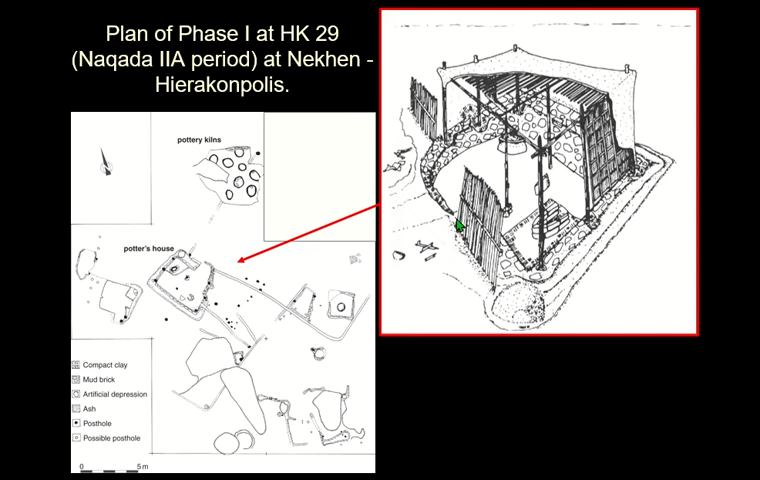 Plan of Phase I at HK 29
(Naqada IIA period) at Nekhen -
Hierakonpolis.
pottery kilns
potter's house
Compact clay
Mud brick
Artificial depression
Ash
Posthole
Possible posthole
0 5 m